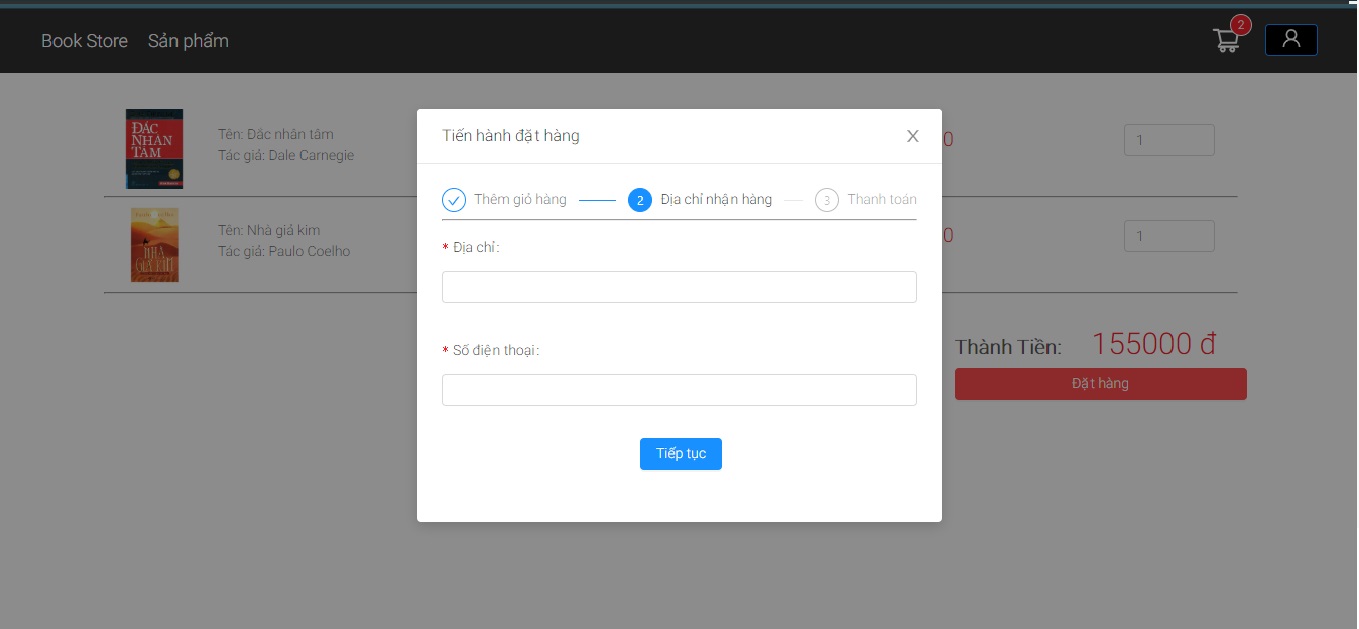 Book Store Sản phẩm 2
ĐẮC
NHÂN
TÂM
Tên: Đắc nhân tâm
Tác giả: Dale Carnegie
0
1
NHÀ
GIẢ KIM
Tên: Nhà giả kim
Tác giả: Paulo Coelho
0
1
Thành Tiền: 155000 đ
Đặt hàng
Tiến hành đặt hàng
Thêm giỏ hàng 2 Địa chỉ nhận hàng 3 Thanh toán
* Địa chỉ:
* Số điện thoại:
Tiếp tục